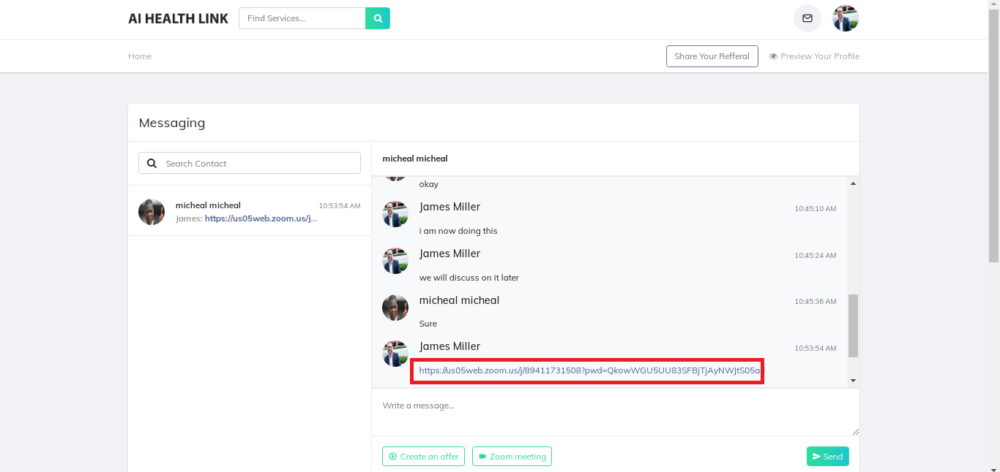 AI HEALTH LINK
Find Services...
Home
Share Your Refferal
Preview Your Profile
Messaging
Search Contact
micheal micheal
10:53:54 AM
James: https://us05web.zoom.us/j...
micheal micheal
okay
James Miller
10:45:10 AM
i am now doing this
James Miller
10:45:24 AM
we will discuss on it later
micheal micheal
10:45:36 AM
Sure
James Miller
10:53:54 AM
https://us05web.zoom.us/j/89411731508?pwd=QkowWGU5UU83SFBjTjAyNWJtS05a
Write a message...
Create an offer
Zoom meeting
Send